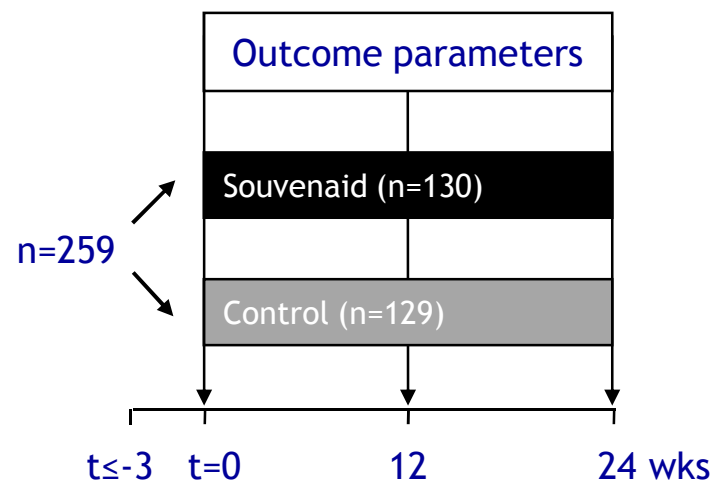 Outcome parameters
Souvenaid (n=130)
n=259
Control (n=129)
t≤-3 t=0 12 24 wks